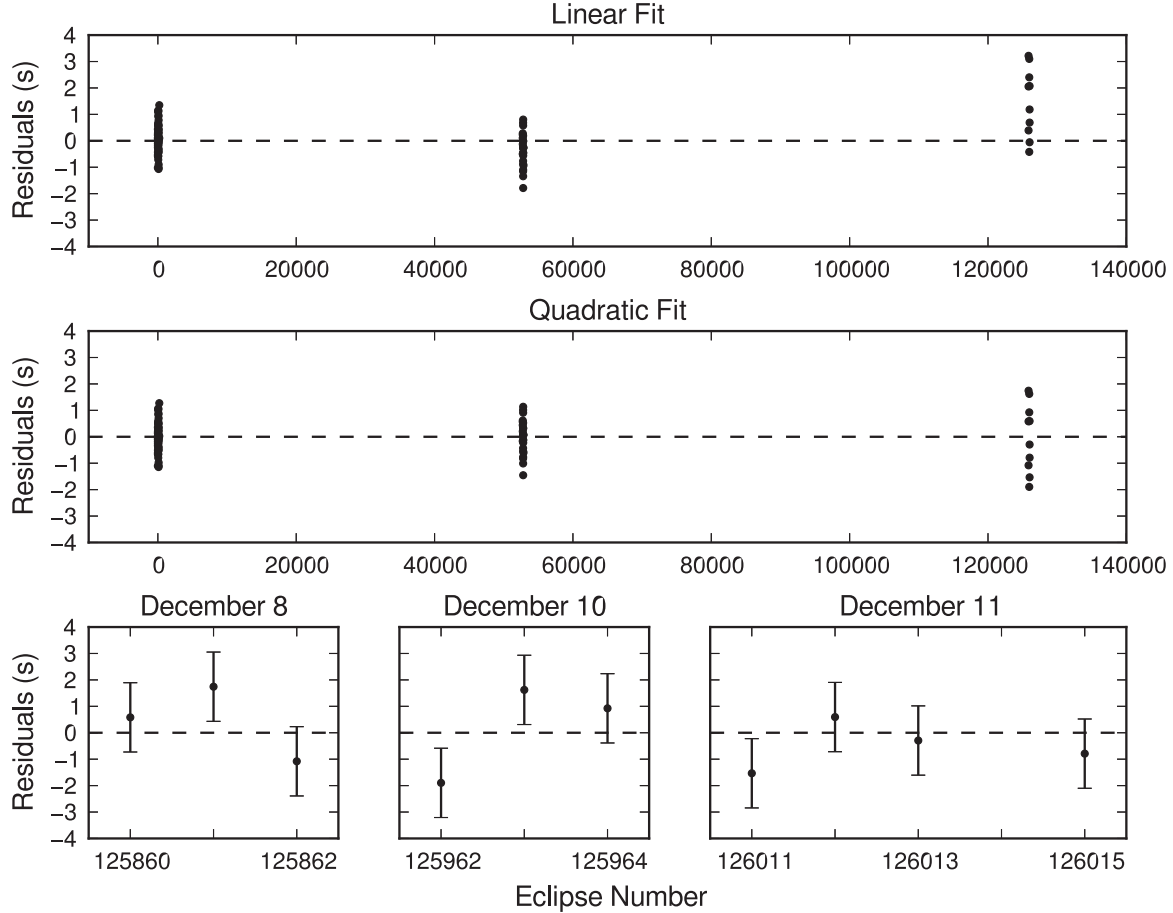 Linear Fit
Residuals (s)
4
3
2
1
0
−1
−2
−3
−4
0 20000 40000 60000 80000 100000 120000 140000
Quadratic Fit
Residuals (s)
4
3
2
1
0
−1
−2
−3
−4
0 20000 40000 60000 80000 100000 120000 140000
December 8 December 10 December 11
Residuals (s)
4
3
2
1
0
−1
−2
−3
−4
125860 125862 125962 125964 126011 126013 126015
Eclipse Number